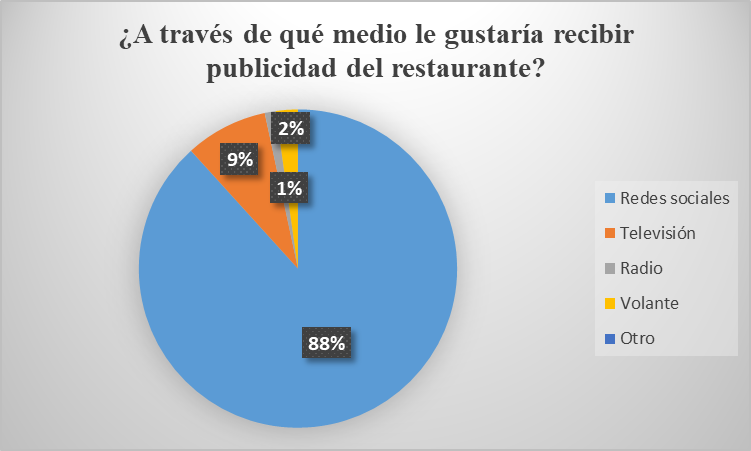 ¿A través de qué medio le gustaría recibir
publicidad del restaurante?
2%
9%
1%
88%
Redes sociales
Televisión
Radio
Volante
Otro